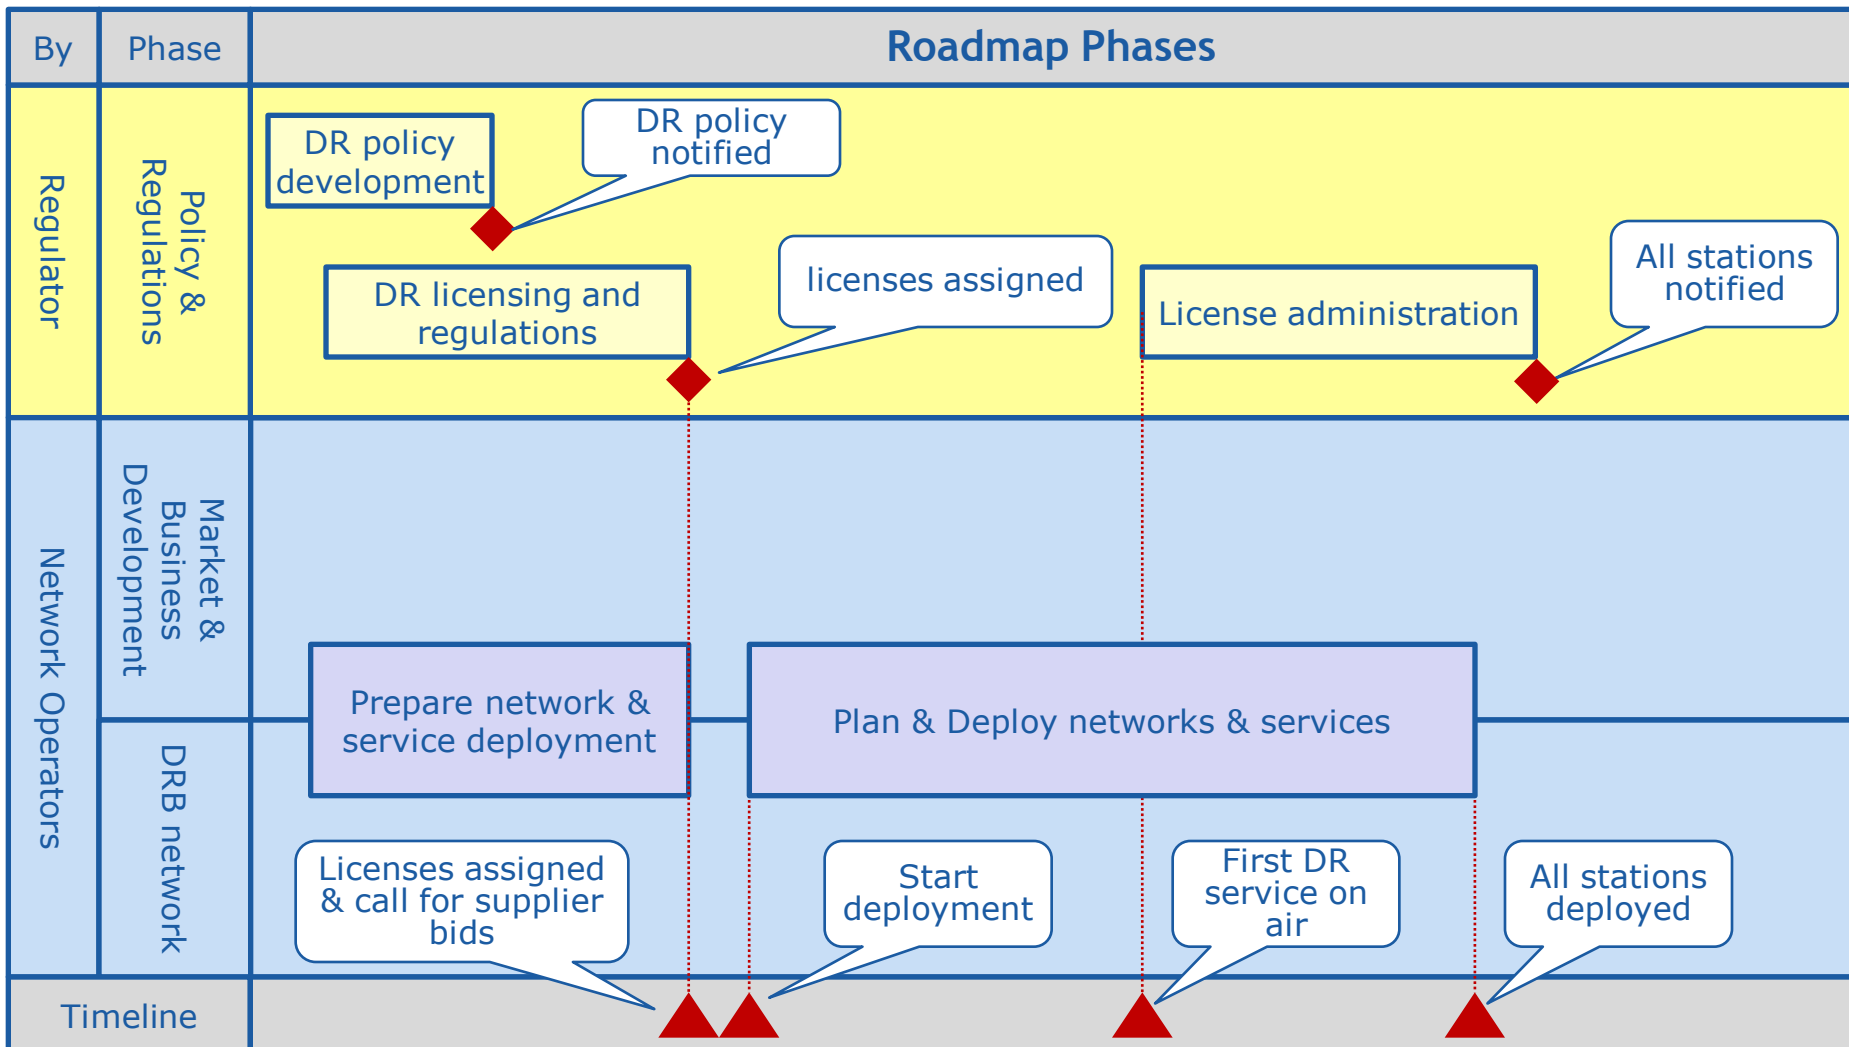 By
Phase
Roadmap Phases
Regulator
Policy &
Regulations
DR policy
development
DR policy
notified
DR licensing and
regulations
licenses assigned
License administration
All stations
notified
Network Operators
Market &
Business
Development
Prepare network &
service deployment
Plan & Deploy networks & services
DRB network
Licenses assigned
& call for supplier
bids
Start
deployment
First DR
service on
air
All stations
deployed
Timeline